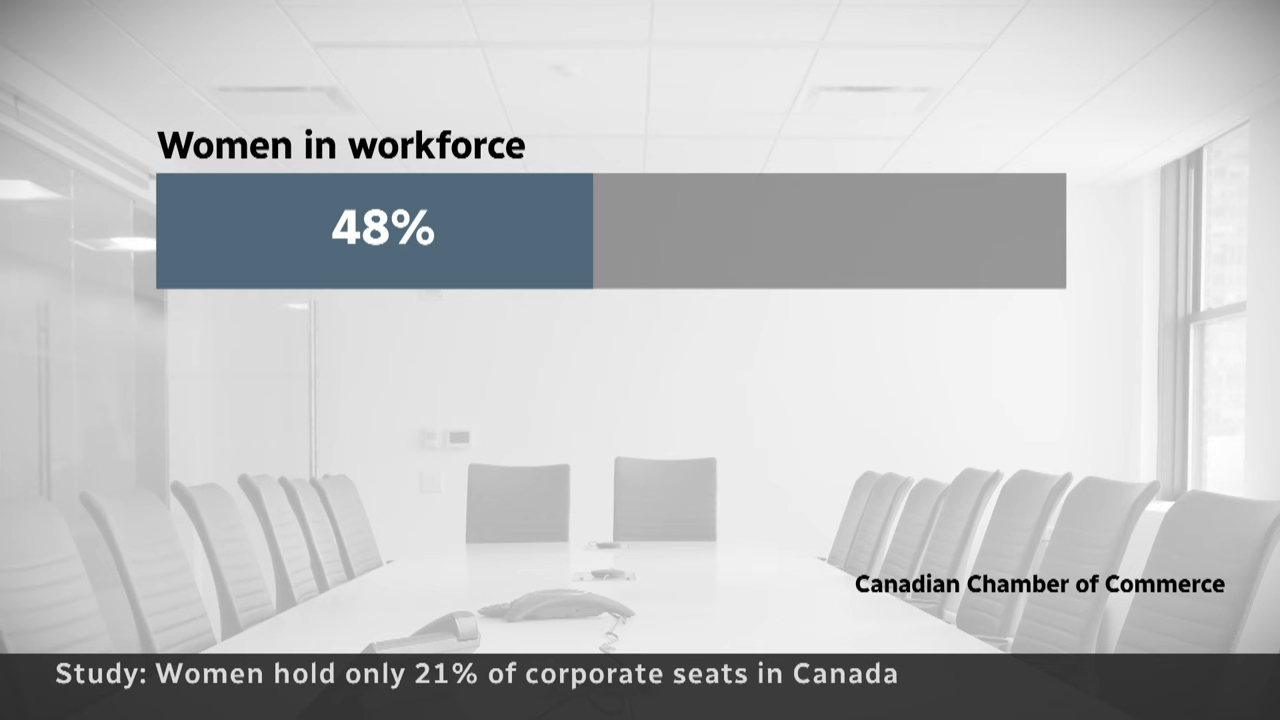 Women in workforce
48%
Canadian Chamber of Commerce
Study: Women hold only 21% of corporate seats in Canada